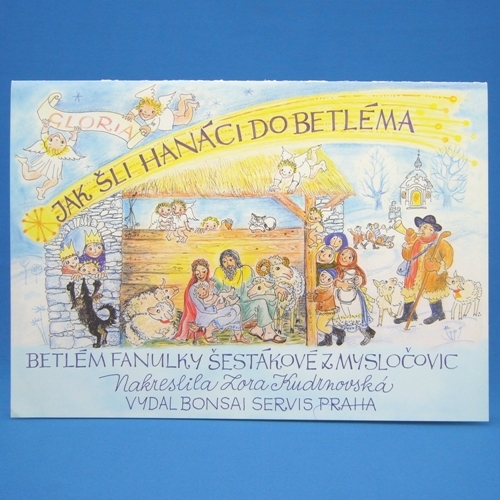 GLORIA
JAK ŠLI HANÁCI DO BETLÉMA
BETLÉM FANULKY ŠESTÁKOVÉ Z MYSLOČOVIC
Nakreslila Zora Kudrnovská
VYDAL BONSAI SERVIS PRAHA